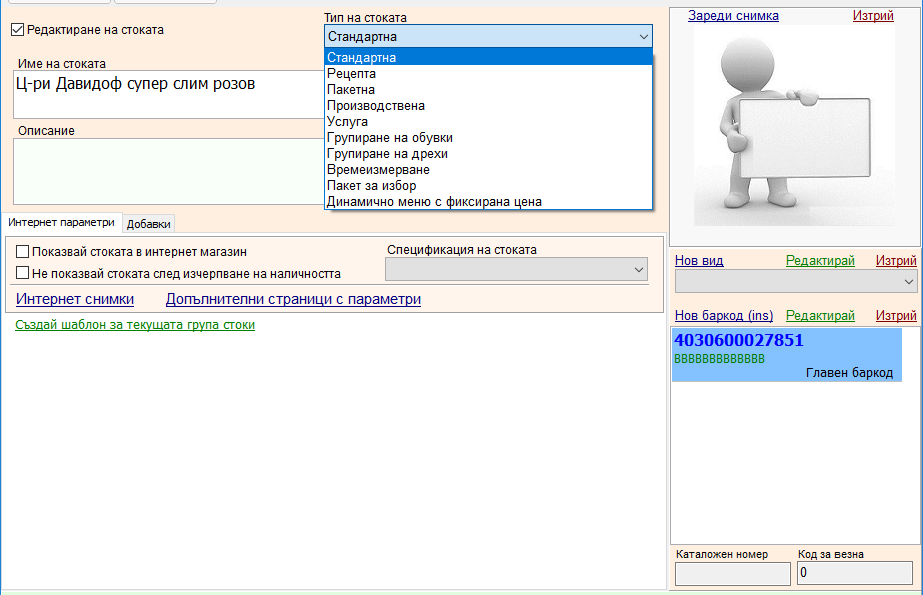 Редактиране на стоката
Тип на стоката
Стандартна
Стандартна
Рецепта
Пакетна
Производствена
Услуга
Групиране на обувки
Групиране на дрехи
Времеизмерване
Пакет за избор
Динамично меню с фиксирана цена
Име на стоката
Ц-ри Давидоф супер слим розов
Описание
Интернет параметри
Добавки
Показвай стоката в интернет магазин
Не показвай стоката след изчерпване на наличността
Спецификация на стоката
Интернет снимки
Допълнителни страници с параметри
Създай шаблон за текущата група стоки
Зареди снимка
Изтрий
Нов вид
Редактирай
Изтрий
Нов баркод (ins)
Редактирай
Изтрий
4030600027851
BBBBBBBBBBBBB
Главен баркод
Каталожен номер
Код за везна
0